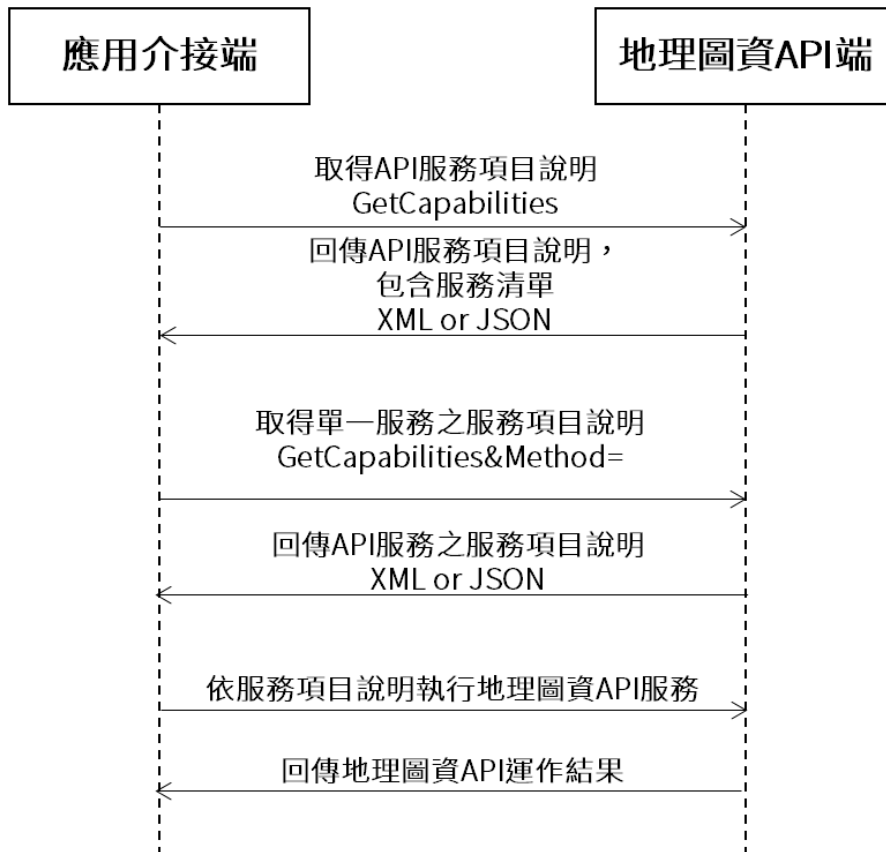 應用介接端
地理圖資API端
取得API服務項目說明
GetCapabilities
回傳API服務項目說明，
包含服務清單
XML or JSON
取得單一服務之服務項目說明
GetCapabilities&Method=
回傳API服務之服務項目說明
XML or JSON
依服務項目說明執行地理圖資API服務
回傳地理圖資API運作結果